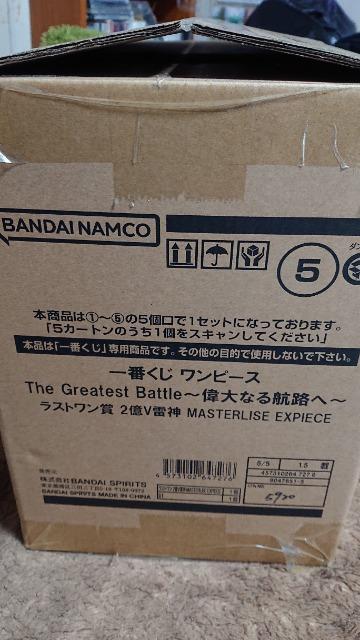 BANDAI NAMCO
5
本商品は①〜⑤の5個口で1セットになっております。
「5カートンのうち1個をスキャンしてください」
本品は「一番くじ」専用商品です。その他の目的で使用しないで下さい。
一番くじ ワンピース
The Greatest Battle〜偉大なる航路へ〜
ラストワン賞 2億V雷神 MASTERLISE EXPIECE
発売元
株式会社BANDAI SPIRITS
BANDAI SPIRITS MADE IN CHINA
4573102647276
5/5